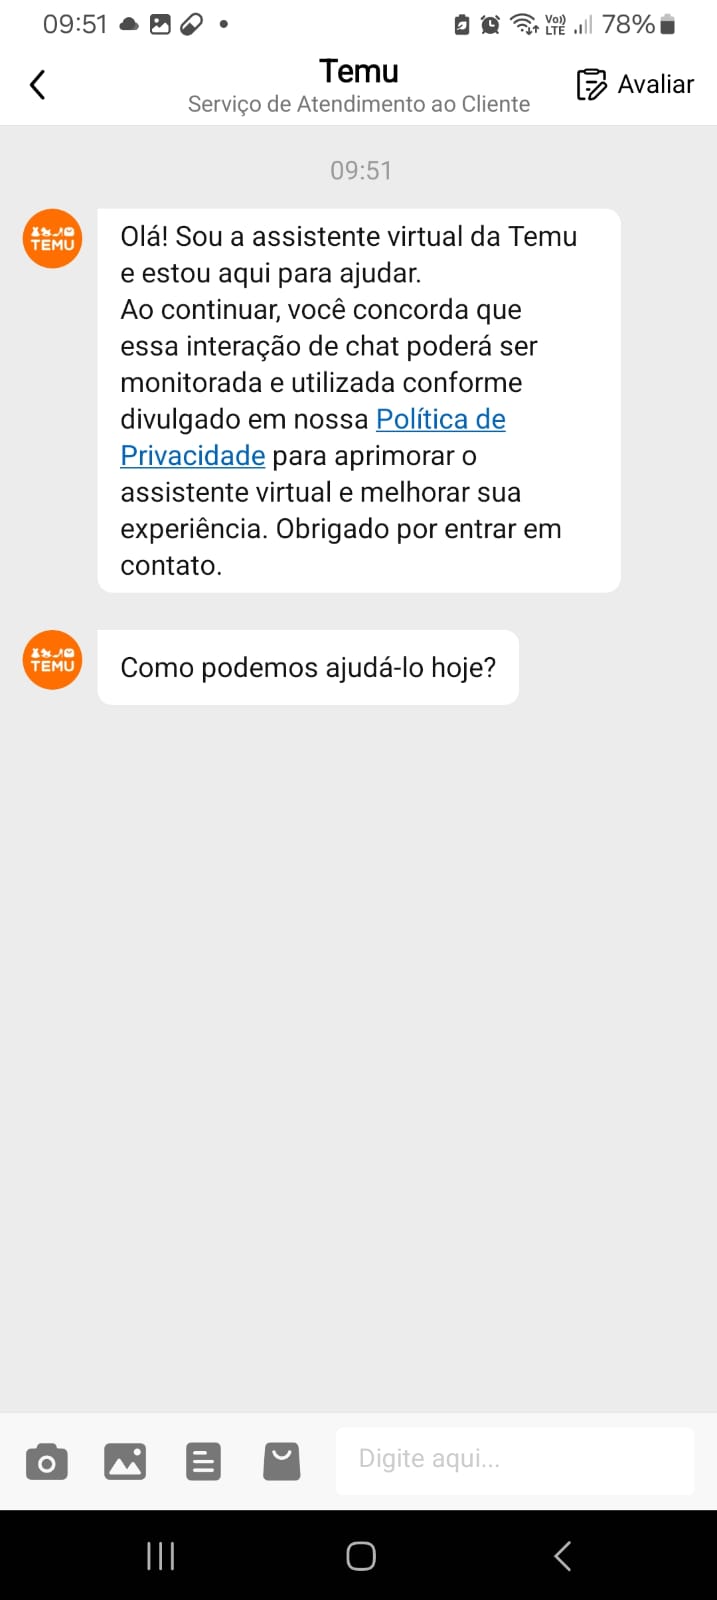 09:51
Vo))
LTE
78%
Temu
Serviço de Atendimento ao Cliente
Avaliar
09:51
TEMU
Olá! Sou a assistente virtual da Temu
e estou aqui para ajudar.
Ao continuar, você concorda que
essa interação de chat poderá ser
monitorada e utilizada conforme
divulgado em nossa Política de
Privacidade para aprimorar o
assistente virtual e melhorar sua
experiência. Obrigado por entrar em
contato.
TEMU
Como podemos ajudá-lo hoje?
Digite aqui...